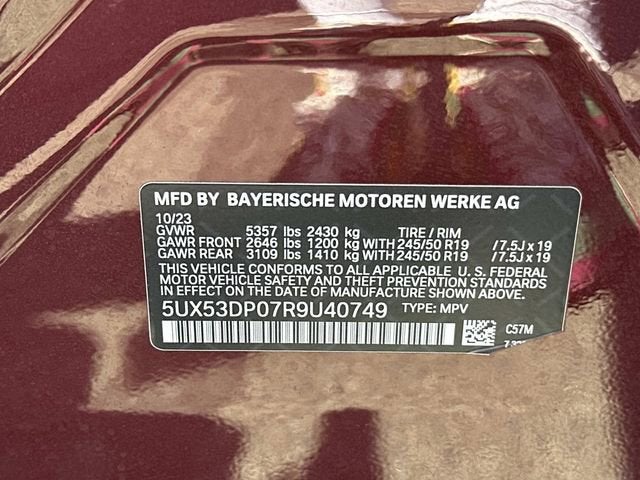 MFD BY BAYERISCHE MOTOREN WERKE AG
10/23
GVWR 5357 lbs 2430 kg TIRE / RIM
GAWR FRONT 2646 lbs 1200 kg WITH 245/50 R19 /7.5J x 19
GAWR REAR 3109 lbs 1410 kg WITH 245/50 R19 /7.5J x 19
THIS VEHICLE CONFORMS TO ALL APPLICABLE U. S. FEDERAL
MOTOR VEHICLE SAFETY AND THEFT PREVENTION STANDARDS
IN EFFECT ON THE DATE OF MANUFACTURE SHOWN ABOVE.
5UX53DP07R9U40749 TYPE: MPV
C57M